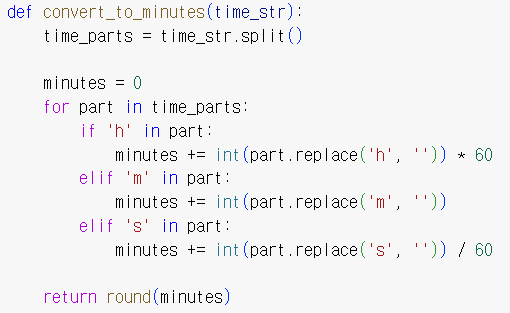 def convert_to_minutes(time_str):
    time_parts = time_str.split()

    minutes = 0
    for part in time_parts:
        if 'h' in part:
            minutes += int(part.replace('h', '')) * 60
        elif 'm' in part:
            minutes += int(part.replace('m', ''))
        elif 's' in part:
            minutes += int(part.replace('s', '')) / 60

    return round(minutes)